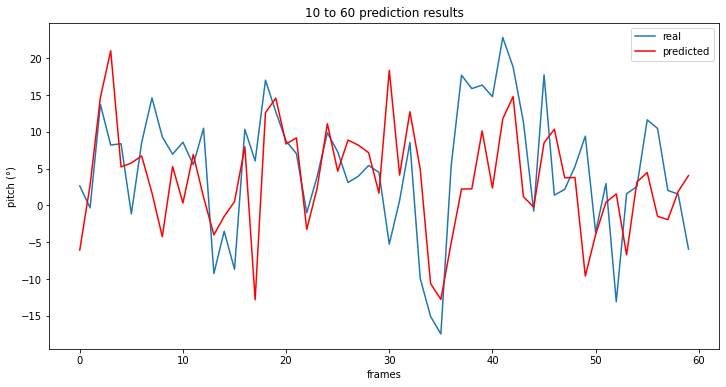 10 to 60 prediction results
real
predicted
pitch (°)
20
15
10
5
0
−5
−10
−15
0 10 20 30 40 50 60
frames